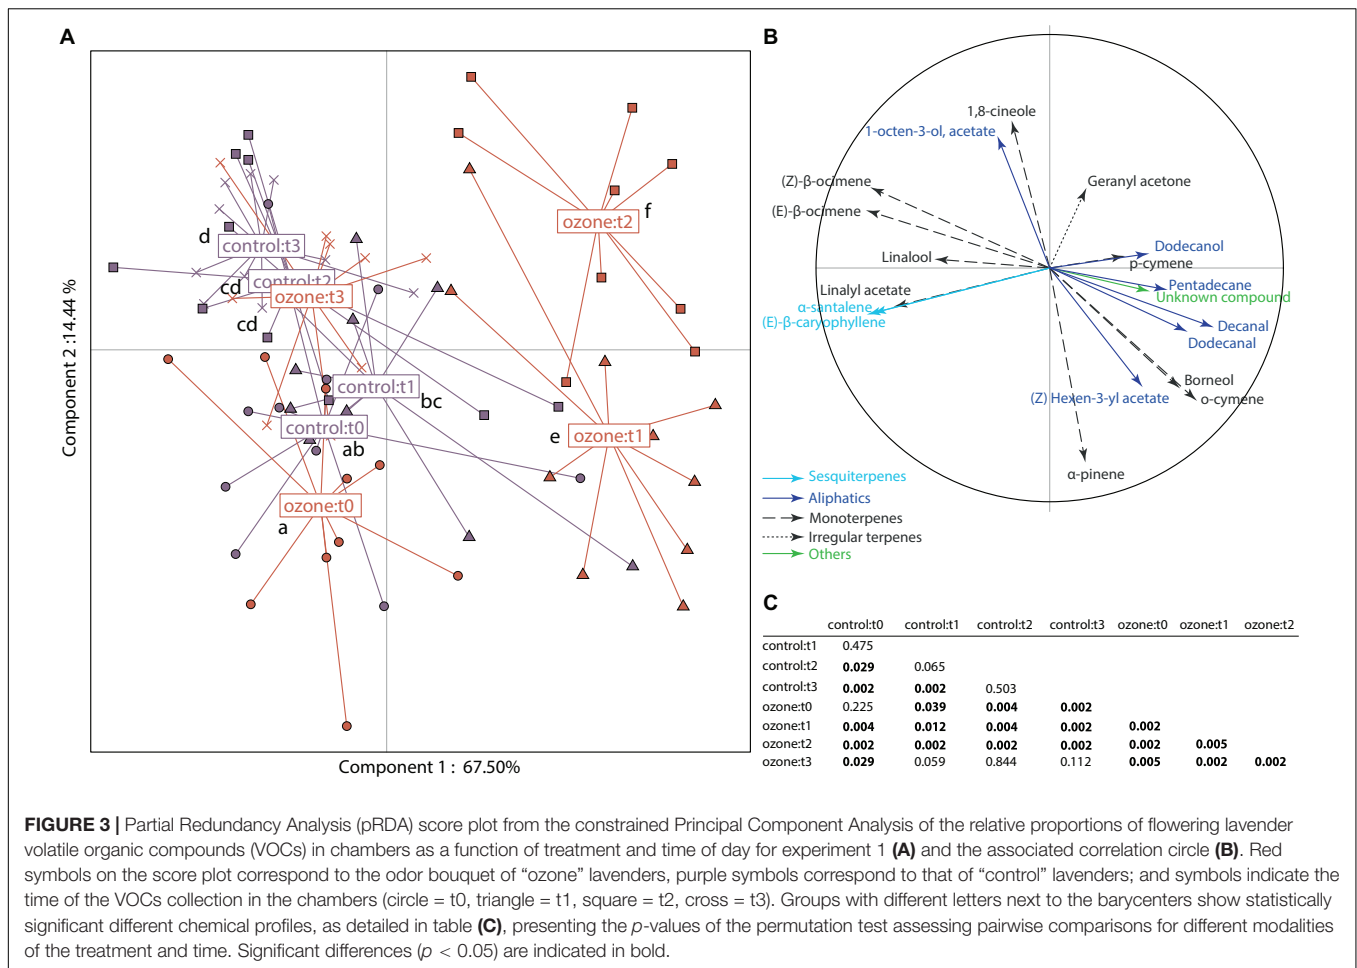 A
B
Component 2 :14.44 %
Component 1 : 67.50%
f
ozone:t2
d
control:t3
control:t2
cd
ozone:t3
cd
control:t1
bc
control:t0
ab
e
ozone:t1
ozone:t0
a
1,8-cineole
1-octen-3-ol, acetate
(Z)-β-ocimene
Geranyl acetone
(E)-β-ocimene
Dodecanol
Linalool
p-cymene
Linalyl acetate
Pentadecane
Unknown compound
α-santalene
(E)-β-caryophyllene
Decanal
Dodecanal
Borneol
(Z) Hexen-3-yl acetate
o-cymene
α-pinene
Sesquiterpenes
Aliphatics
Monoterpenes
Irregular terpenes
Others
C
control:t0 control:t1 control:t2 control:t3 ozone:t0 ozone:t1 ozone:t2
control:t1 0.475
control:t2 0.029 0.065
control:t3 0.002 0.002 0.503
ozone:t0 0.225 0.039 0.004 0.002
ozone:t1 0.004 0.012 0.004 0.002 0.002
ozone:t2 0.002 0.002 0.002 0.002 0.002 0.005
ozone:t3 0.029 0.059 0.844 0.112 0.005 0.002 0.002
FIGURE 3 | Partial Redundancy Analysis (pRDA) score plot from the constrained Principal Component Analysis of the relative proportions of flowering lavender
volatile organic compounds (VOCs) in chambers as a function of treatment and time of day for experiment 1 (A) and the associated correlation circle (B). Red
symbols on the score plot correspond to the odor bouquet of “ozone” lavenders, purple symbols correspond to that of “control” lavenders; and symbols indicate the
time of the VOCs collection in the chambers (circle = t0, triangle = t1, square = t2, cross = t3). Groups with different letters next to the barycenters show statistically
significant different chemical profiles, as detailed in table (C), presenting the p-values of the permutation test assessing pairwise comparisons for different modalities
of the treatment and time. Significant differences (p < 0.05) are indicated in bold.